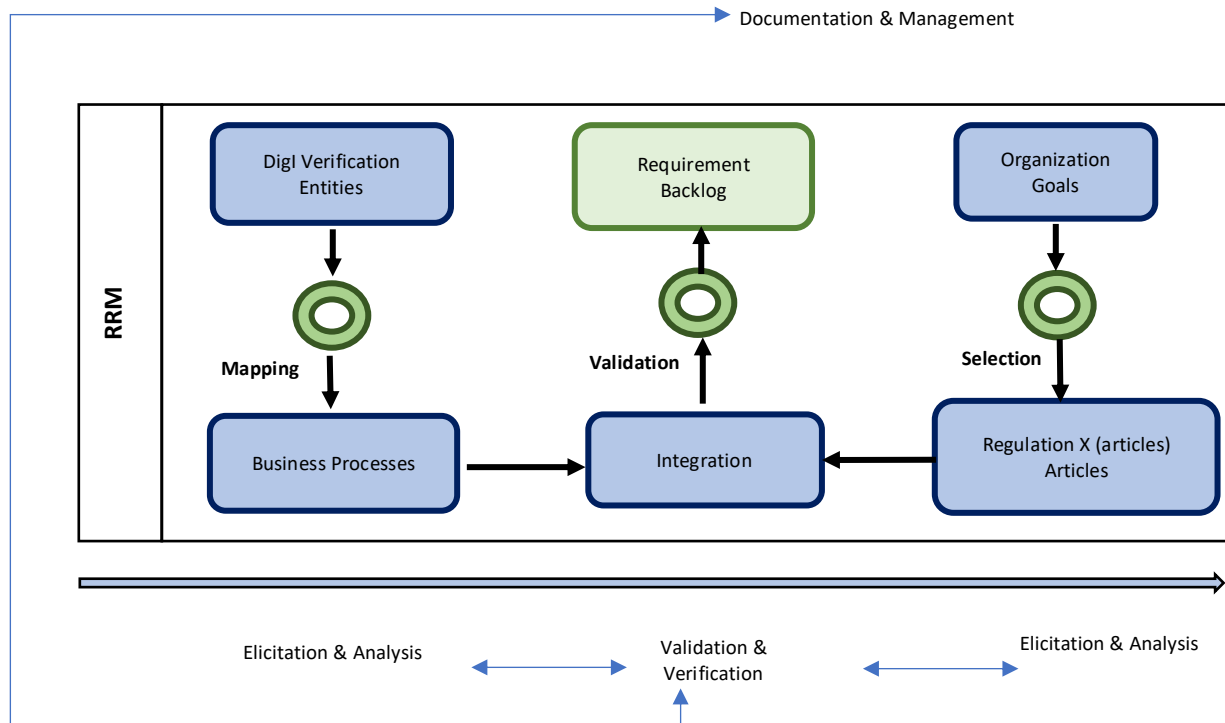 Documentation & Management
RRM
DigI Verification
Entities
Requirement
Backlog
Organization
Goals
Mapping
Validation
Selection
Business Processes
Integration
Regulation X (articles)
Articles
Elicitation & Analysis
Validation &
Verification
Elicitation & Analysis